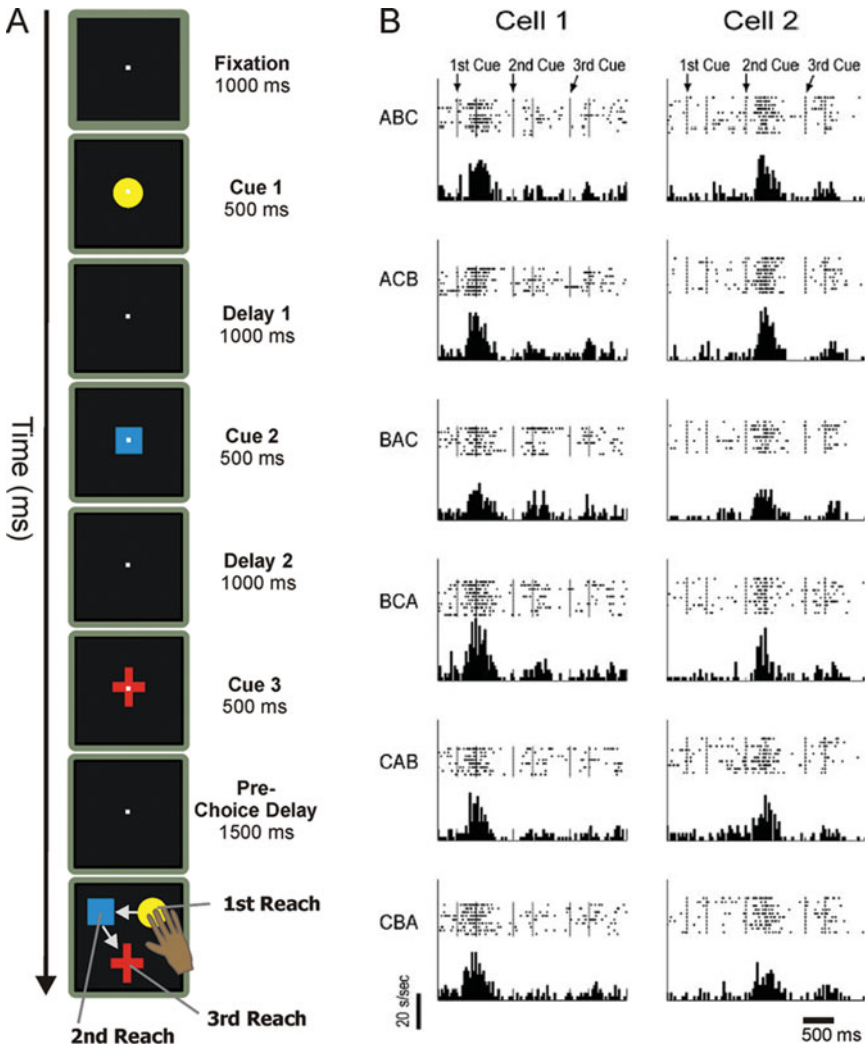 A
Time (ms)
Fixation
1000 ms
Cue 1
500 ms
Delay 1
1000 ms
Cue 2
500 ms
Delay 2
1000 ms
Cue 3
500 ms
Pre-
Choice Delay
1500 ms
1st Reach
2nd Reach
3rd Reach
B
Cell 1
Cell 2
1st Cue 2nd Cue 3rd Cue
1st Cue 2nd Cue 3rd Cue
ABC
ACB
BAC
BCA
CAB
CBA
20 s/sec
500 ms